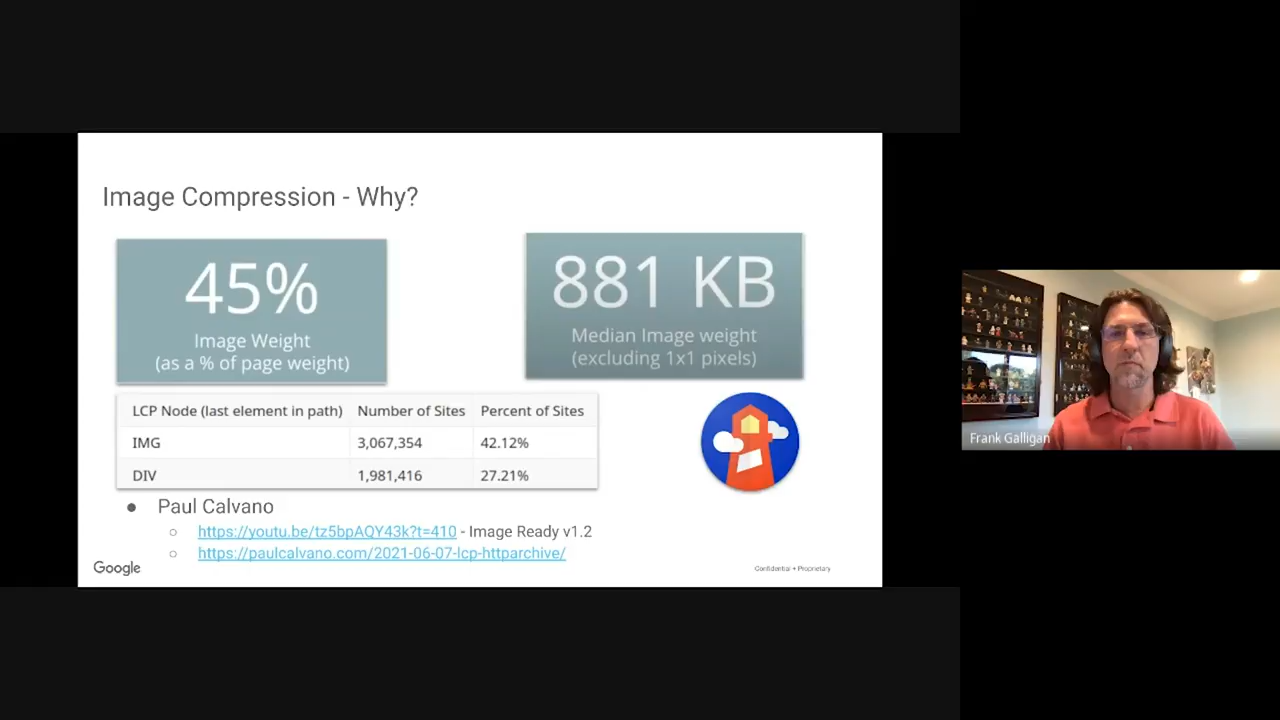 Image Compression - Why?
45%
Image Weight
(as a % of page weight)
881 KB
Median Image weight
(excluding 1x1 pixels)
LCP Node (last element in path) Number of Sites Percent of Sites
IMG 3,067,354 42.12%
DIV 1,981,416 27.21%
● Paul Calvano
○ https://youtu.be/tz5bpAQY43k?t=410 - Image Ready v1.2
○ https://paulcalvano.com/2021-06-07-lcp-httparchive/
Google
Confidential + Proprietary
Frank Galligan